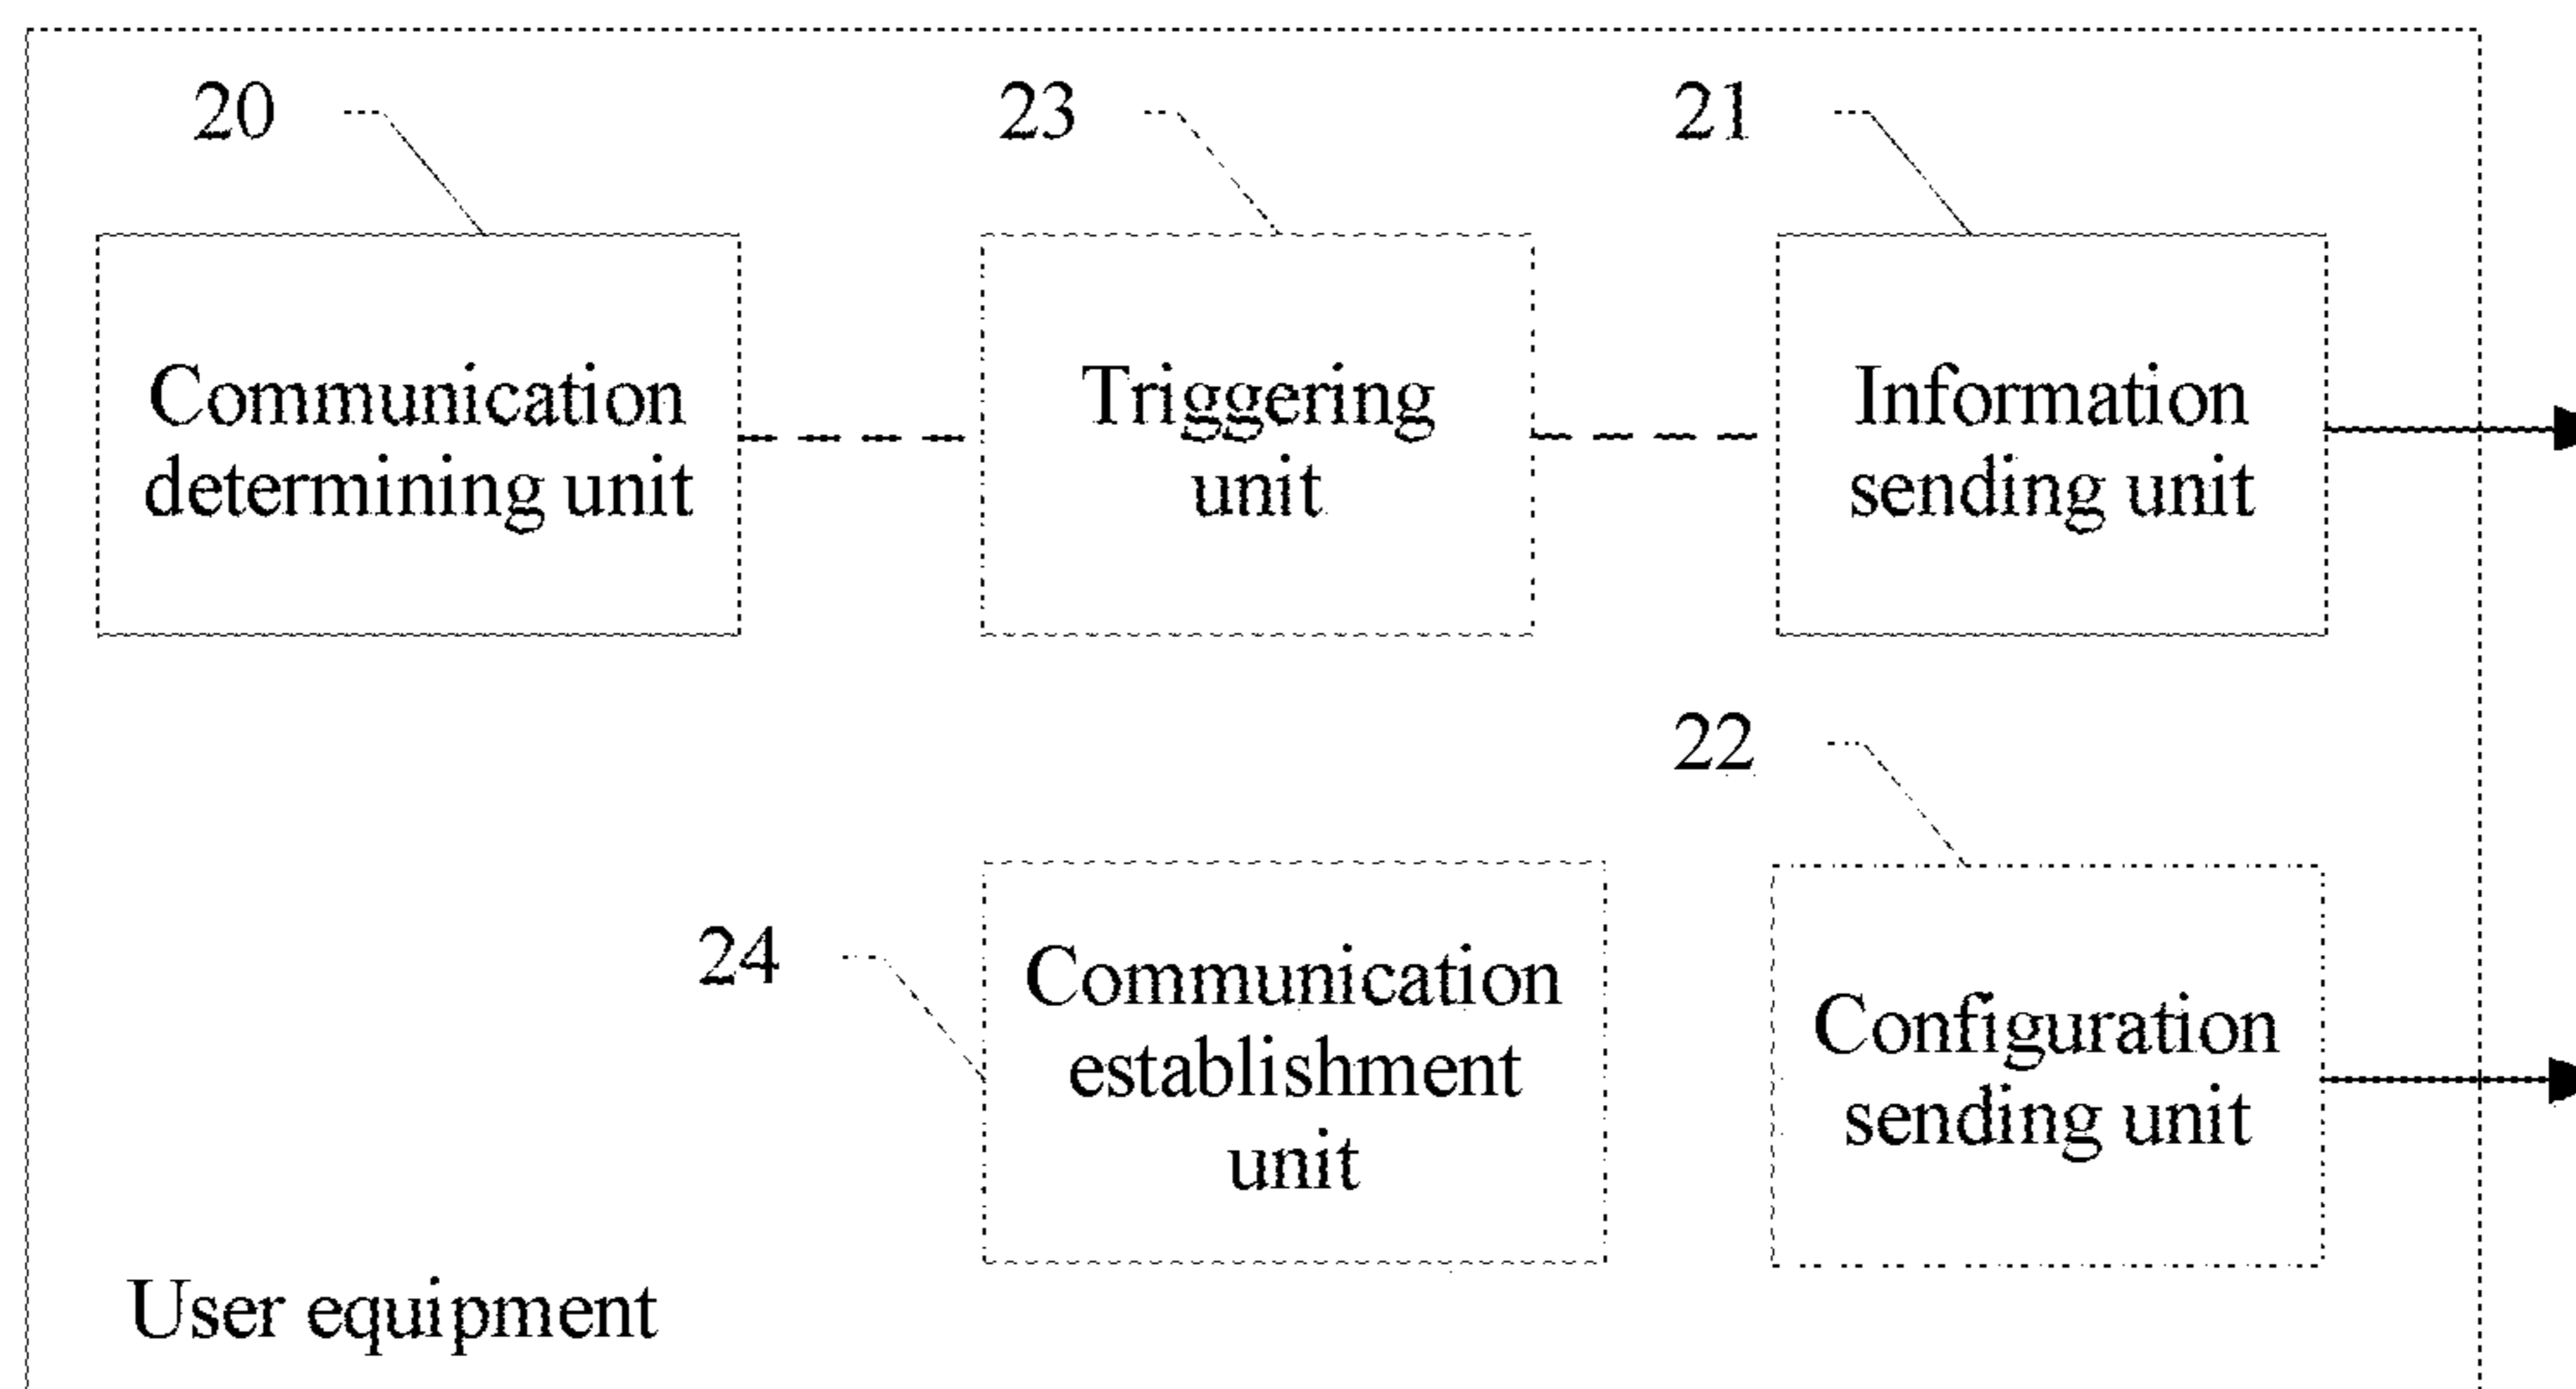 20
23
21
Communication
determining unit
Triggering
unit
Information
sending unit
22
24
Communication
establishment
unit
Configuration
sending unit
User equipment